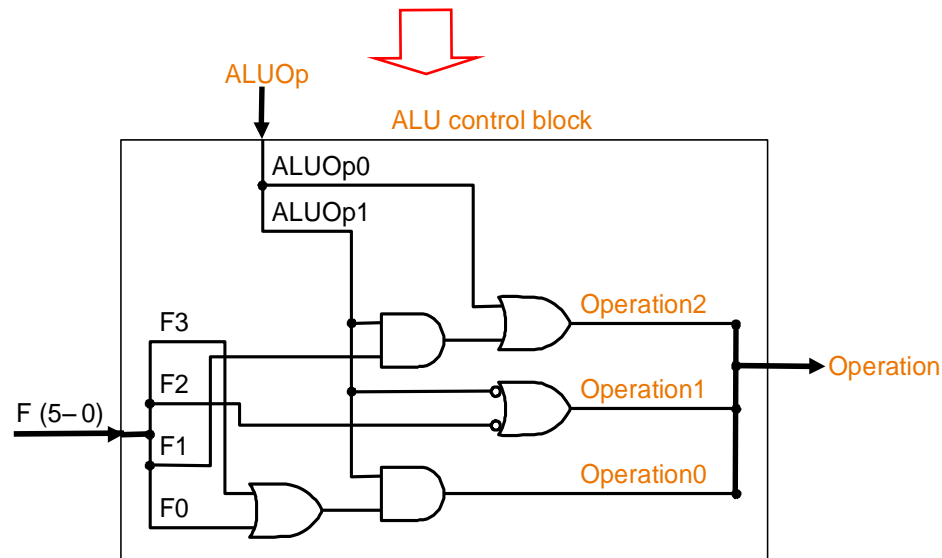 ALUOp
ALU control block
ALUOp0
ALUOp1
Operation2
F3
Operation
F2
Operation1
F (5–0)
F1
Operation0
F0